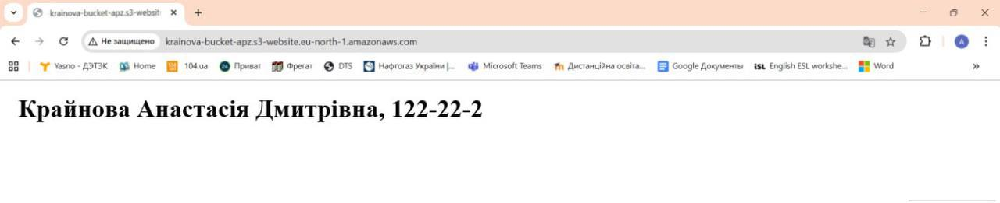 krainova-bucket-apz.s3-websit
Не защищено krainova-bucket-apz.s3-website.eu-north-1.amazonaws.com A
Yasno - ДЭТЭК Home 104.ua 24 Приват Фрегат DTS Нафтогаз України |... Microsoft Teams Дистанційна освіта... Google Документы iSL English ESL workshe... Word »
Крайнова Анастасія Дмитрівна, 122-22-2